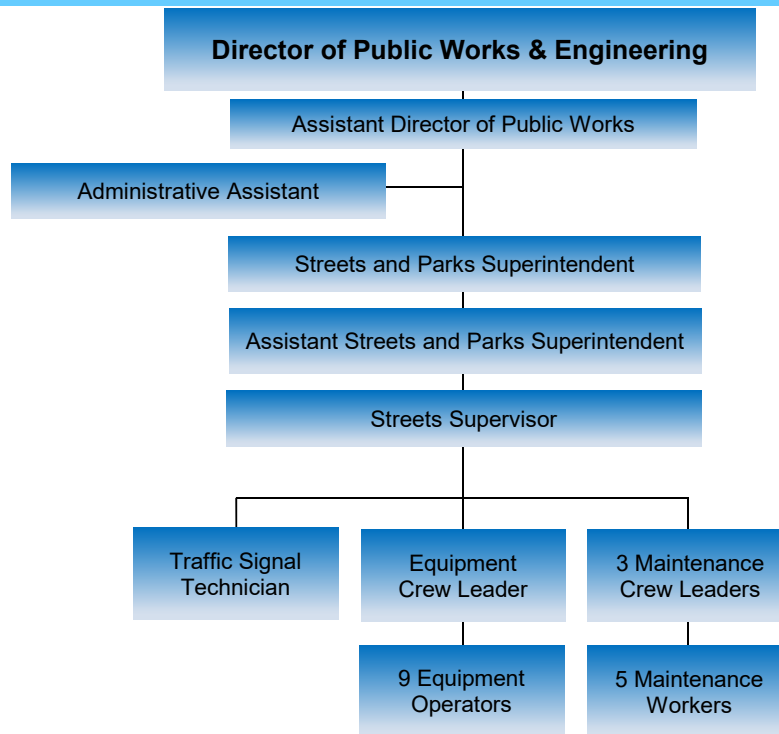 Director of Public Works & Engineering
Assistant Director of Public Works
Administrative Assistant
Streets and Parks Superintendent
Assistant Streets and Parks Superintendent
Streets Supervisor
Traffic Signal
Technician
Equipment
Crew Leader
3 Maintenance
Crew Leaders
9 Equipment
Operators
5 Maintenance
Workers